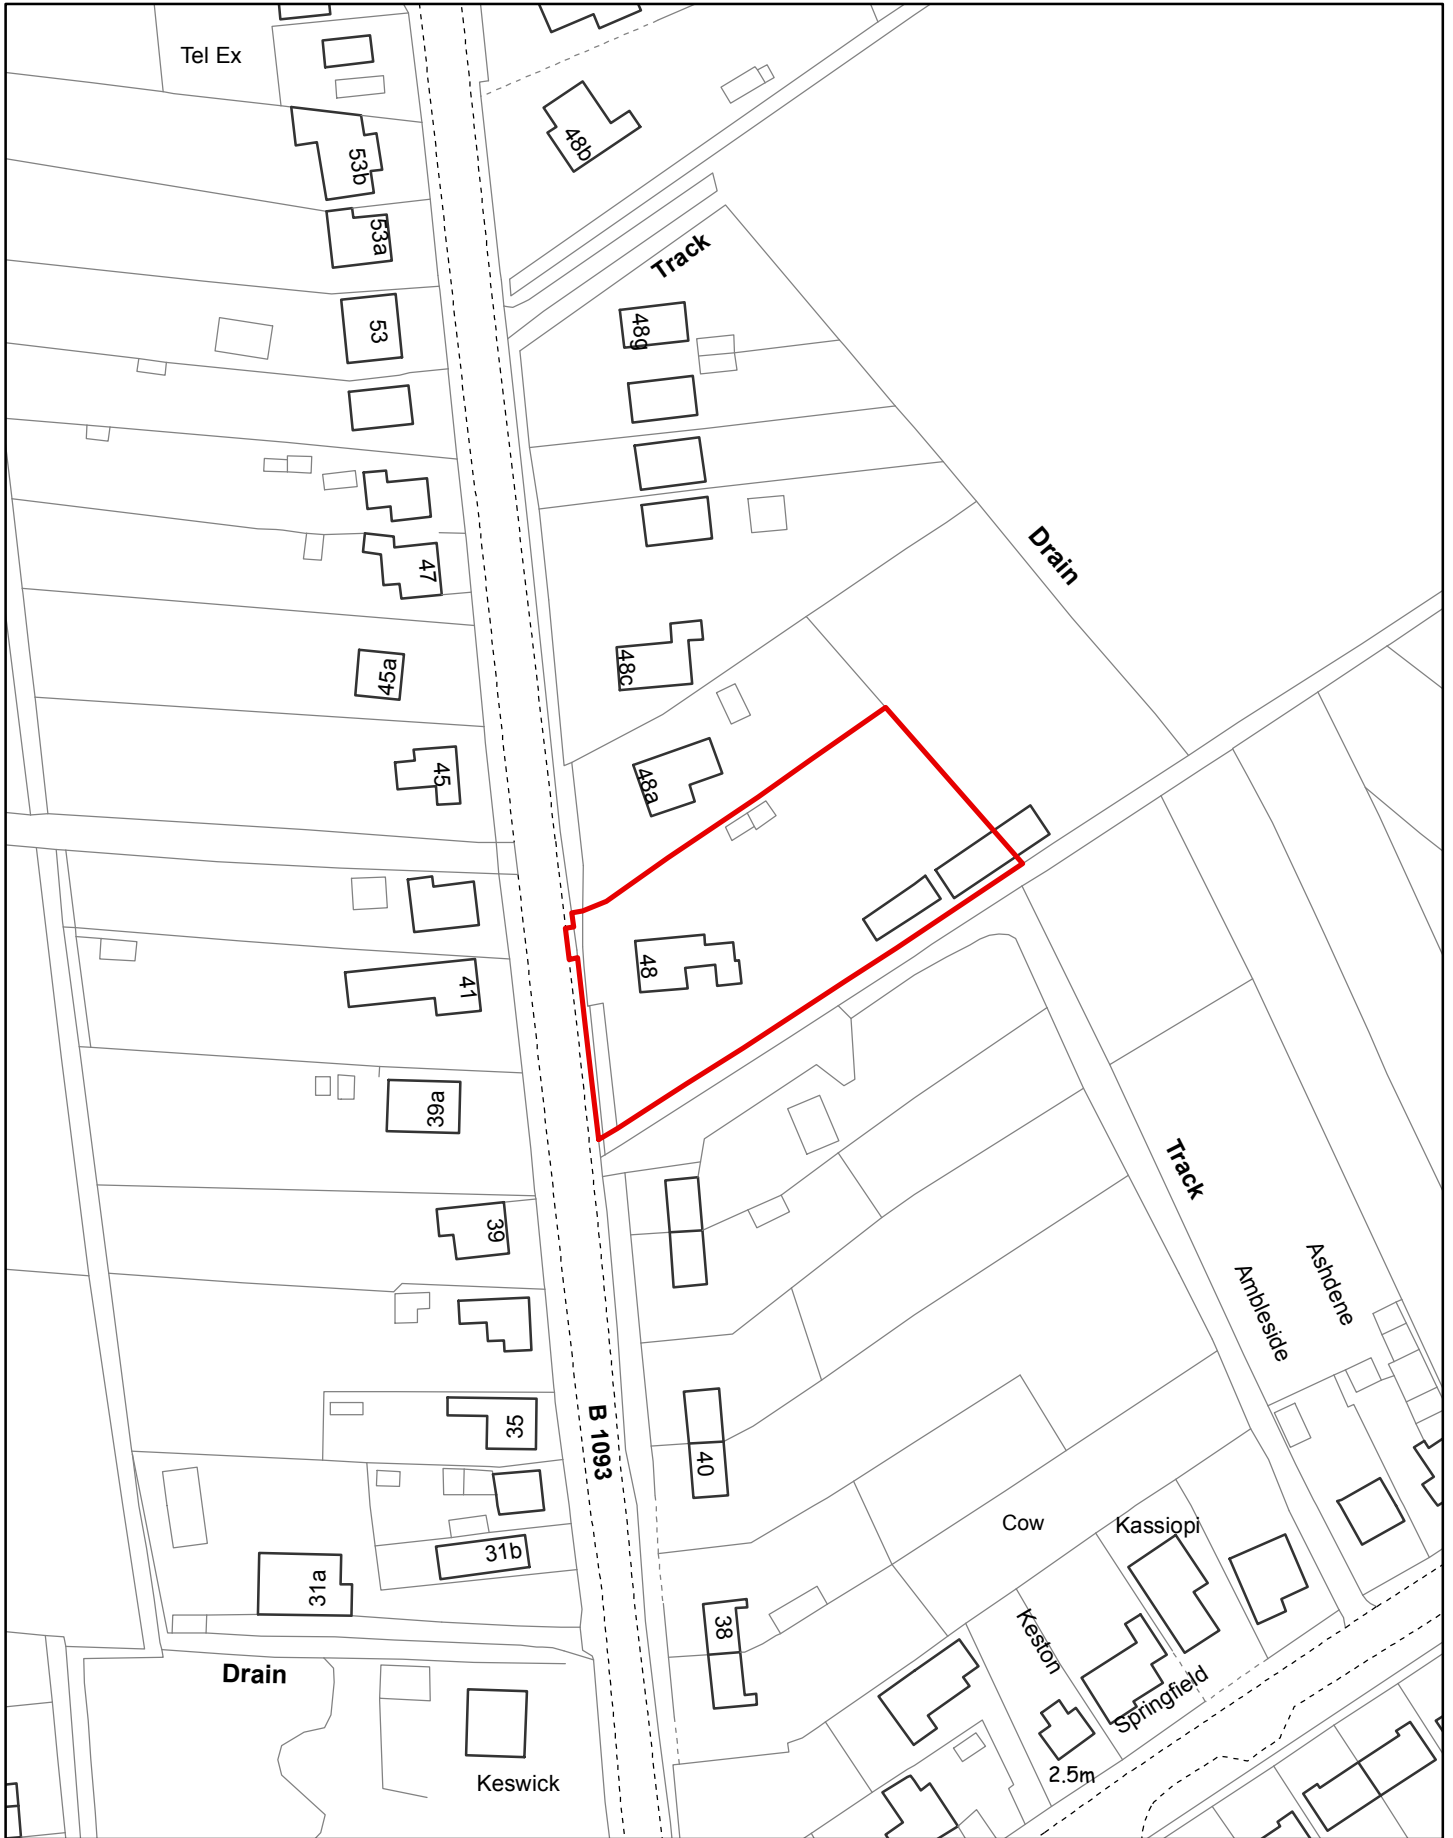 Tel Ex
48b
53b
53a
Track
53
48g
Drain
47
48c
45a
45
48a
48
41
39a
Track
39
Ashdene
Ambleside
35
B 1093
40
Cow
Kassiopi
31b
31a
38
Keston
Drain
Springfield
2.5m
Keswick